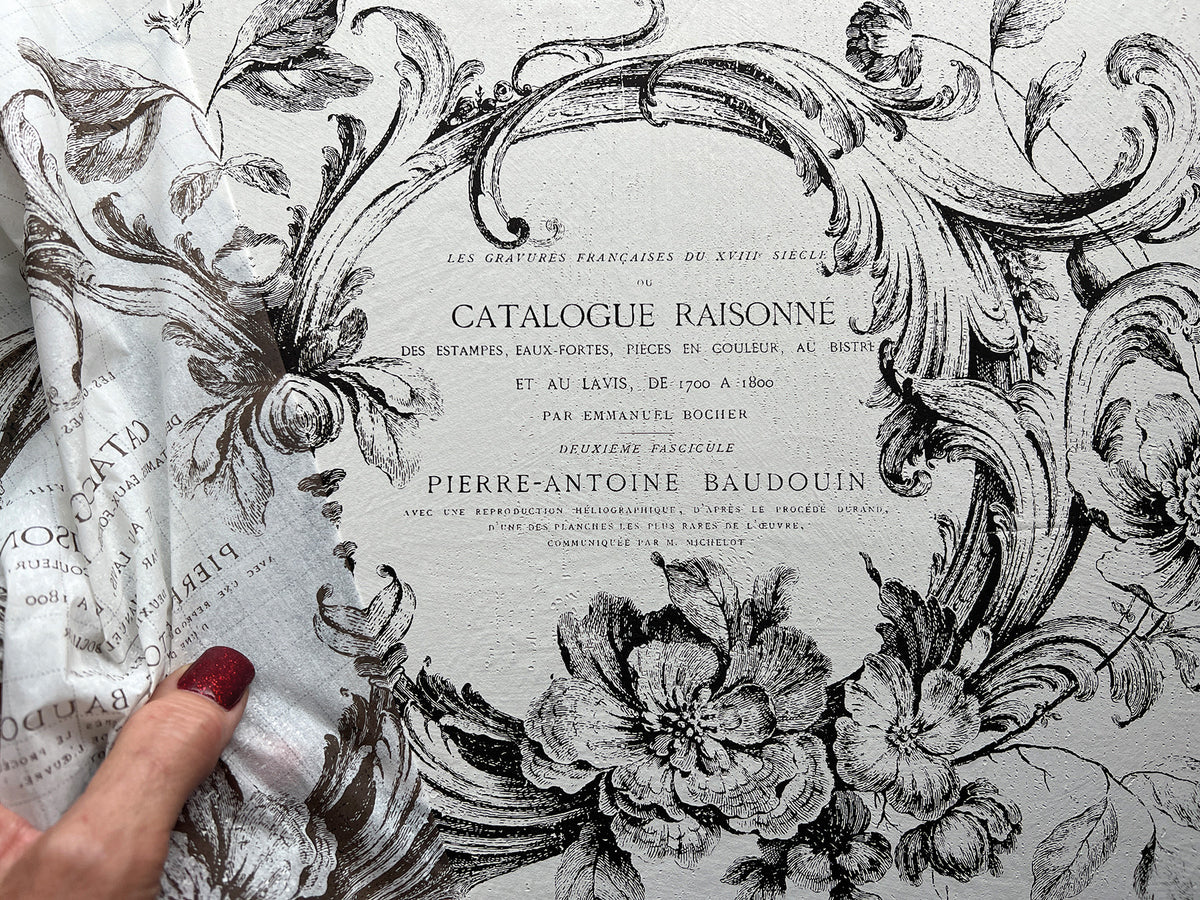 LES GRAVURES FRANÇAISES DU XVIIIᵉ SIÈCLE
OU
CATALOGUE RAISONNÉ
DES ESTAMPES, EAUX-FORTES, PIÈCES EN COULEUR, AU BISTRE
ET AU LAVIS, DE 1700 A 1800
PAR EMMANUEL BOCHER
DEUXIÈME FASCICULE
PIERRE-ANTOINE BAUDOUIN
AVEC UNE REPRODUCTION HÉLIOGRAPHIQUE, D'APRÈS LE PROCÉDÉ DURAND,
D'UNE DES PLANCHES LES PLUS RARES DE L'ŒUVRE,
COMMUNIQUÉE PAR M. MICHELOT